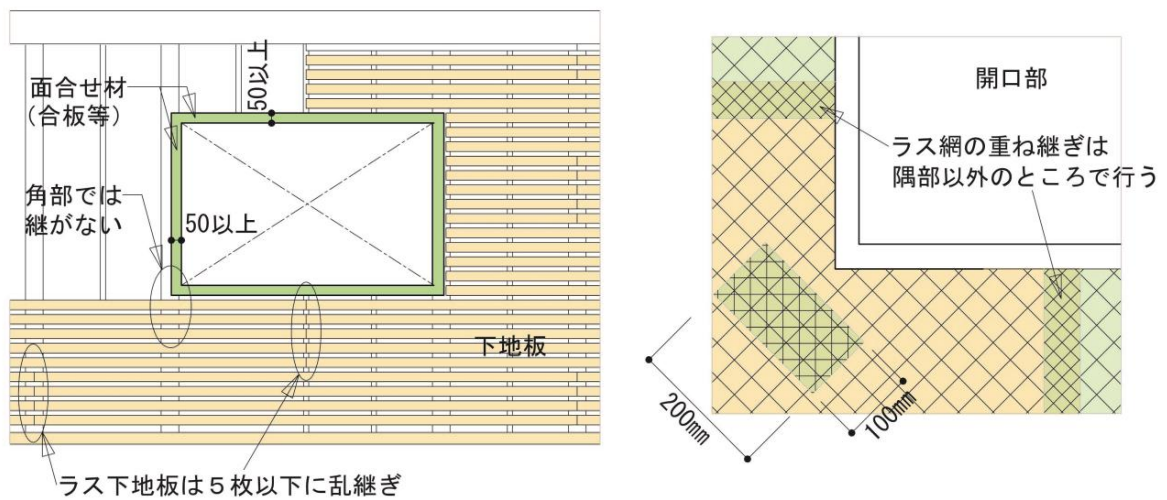 面合せ材
（合板等）
50以上
角部では
継がない
50以上
下地板
ラス下地板は５枚以下に乱継ぎ
開口部
ラス網の重ね継ぎは
隅部以外のところで行う
200mm
100mm